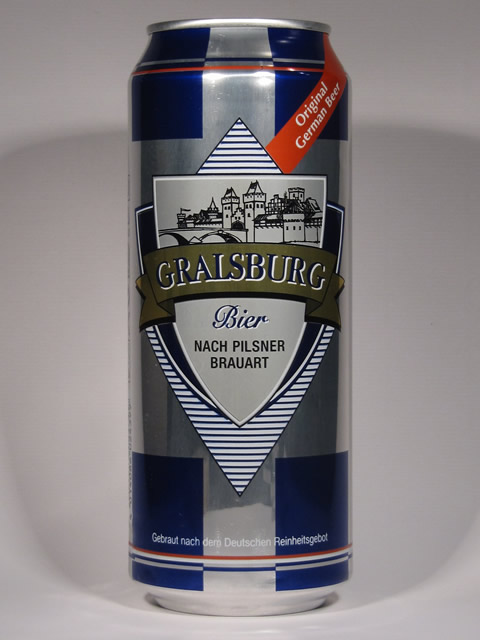 Original
German Beer
GRALSBURG
Bier
NACH PILSNER
BRAUART
Gebraut nach dem Deutschen Reinheitsgebot